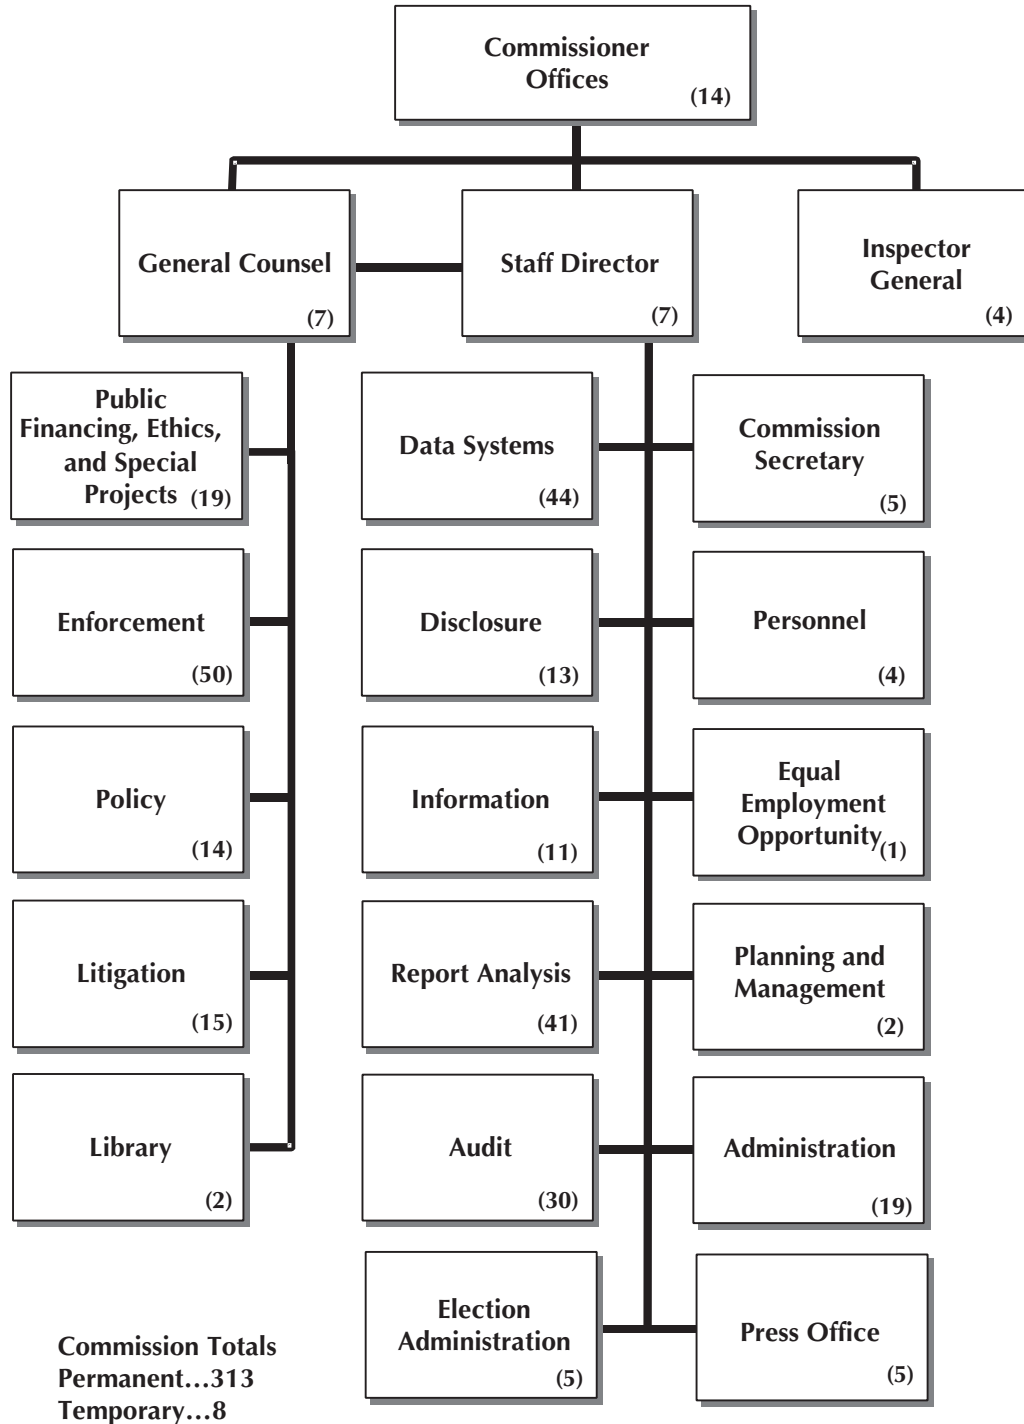 Commissioner
Offices
(14)
General Counsel
(7)
Staff Director
(7)
Inspector
General
(4)
Public
Financing, Ethics,
and Special
Projects (19)
Enforcement
(50)
Policy
(14)
Litigation
(15)
Library
(2)
Data Systems
(44)
Commission
Secretary
(5)
Disclosure
(13)
Personnel
(4)
Information
(11)
Equal
Employment
Opportunity (1)
Report Analysis
(41)
Planning and
Management
(2)
Audit
(30)
Administration
(19)
Election
Administration
(5)
Press Office
(5)
Commission Totals
Permanent...313
Temporary...8